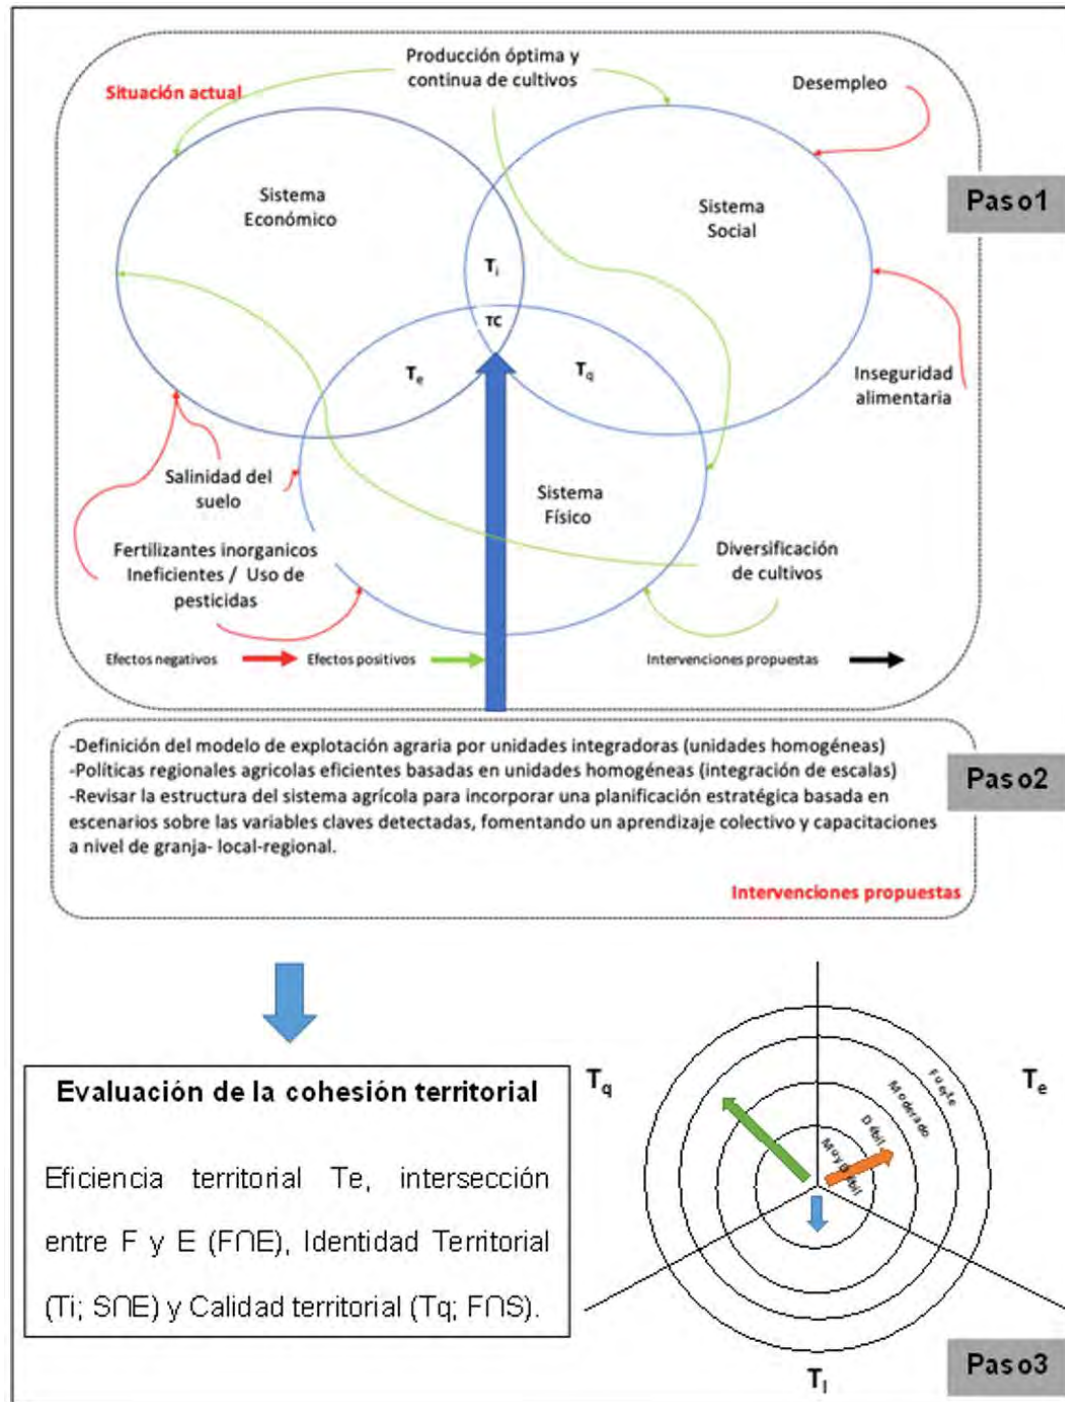 Situación actual
Producción óptima y
continua de cultivos
Desempleo
Paso1
Sistema
Económico
Sistema
Social
Ti
TC
Te
Tq
Inseguridad
alimentaria
Salinidad del
suelo
Sistema
Físico
Fertilizantes inorganicos
Ineficientes / Uso de
pesticidas
Diversificación
de cultivos
Efectos negativos
Efectos positivos
Intervenciones propuestas
-Definición del modelo de explotación agraria por unidades integradoras (unidades homogéneas)
-Políticas regionales agrícolas eficientes basadas en unidades homogéneas (integración de escalas)
-Revisar la estructura del sistema agrícola para incorporar una planificación estratégica basada en
escenarios sobre las variables claves detectadas, fomentando un aprendizaje colectivo y capacitaciones
a nivel de granja- local-regional.
Paso2
Intervenciones propuestas
Evaluación de la cohesión territorial
Eficiencia territorial Te, intersección
entre F y E (F∩E), Identidad Territorial
(Ti; S∩E) y Calidad territorial (Tq; F∩S).
Tq
Te
Fuerte
Moderado
Débil
Muy Débil
TI
Paso3